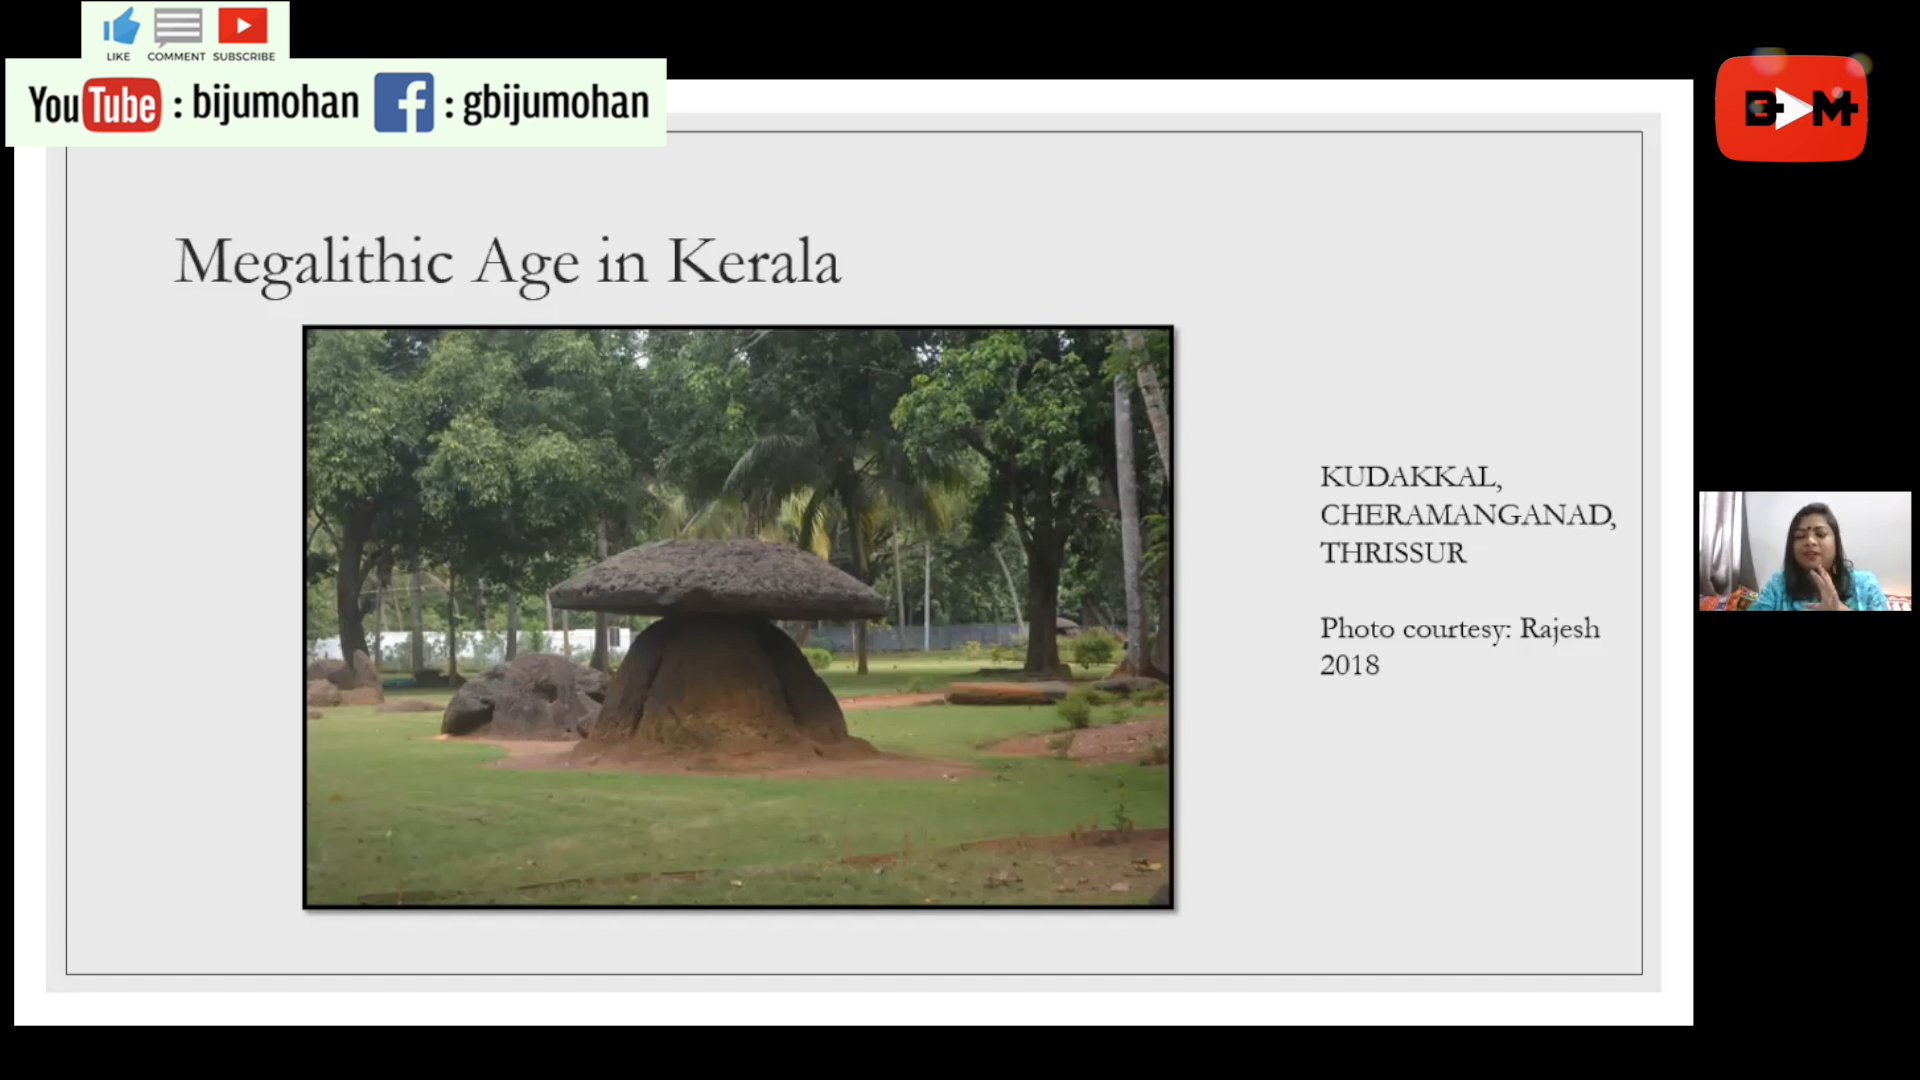 LIKE COMMENT SUBSCRIBE
YouTube : bijumohan f : gbijumohan
B M
Megalithic Age in Kerala
KUDAKKAL,
CHERAMANGANAD,
THRISSUR
Photo courtesy: Rajesh
2018